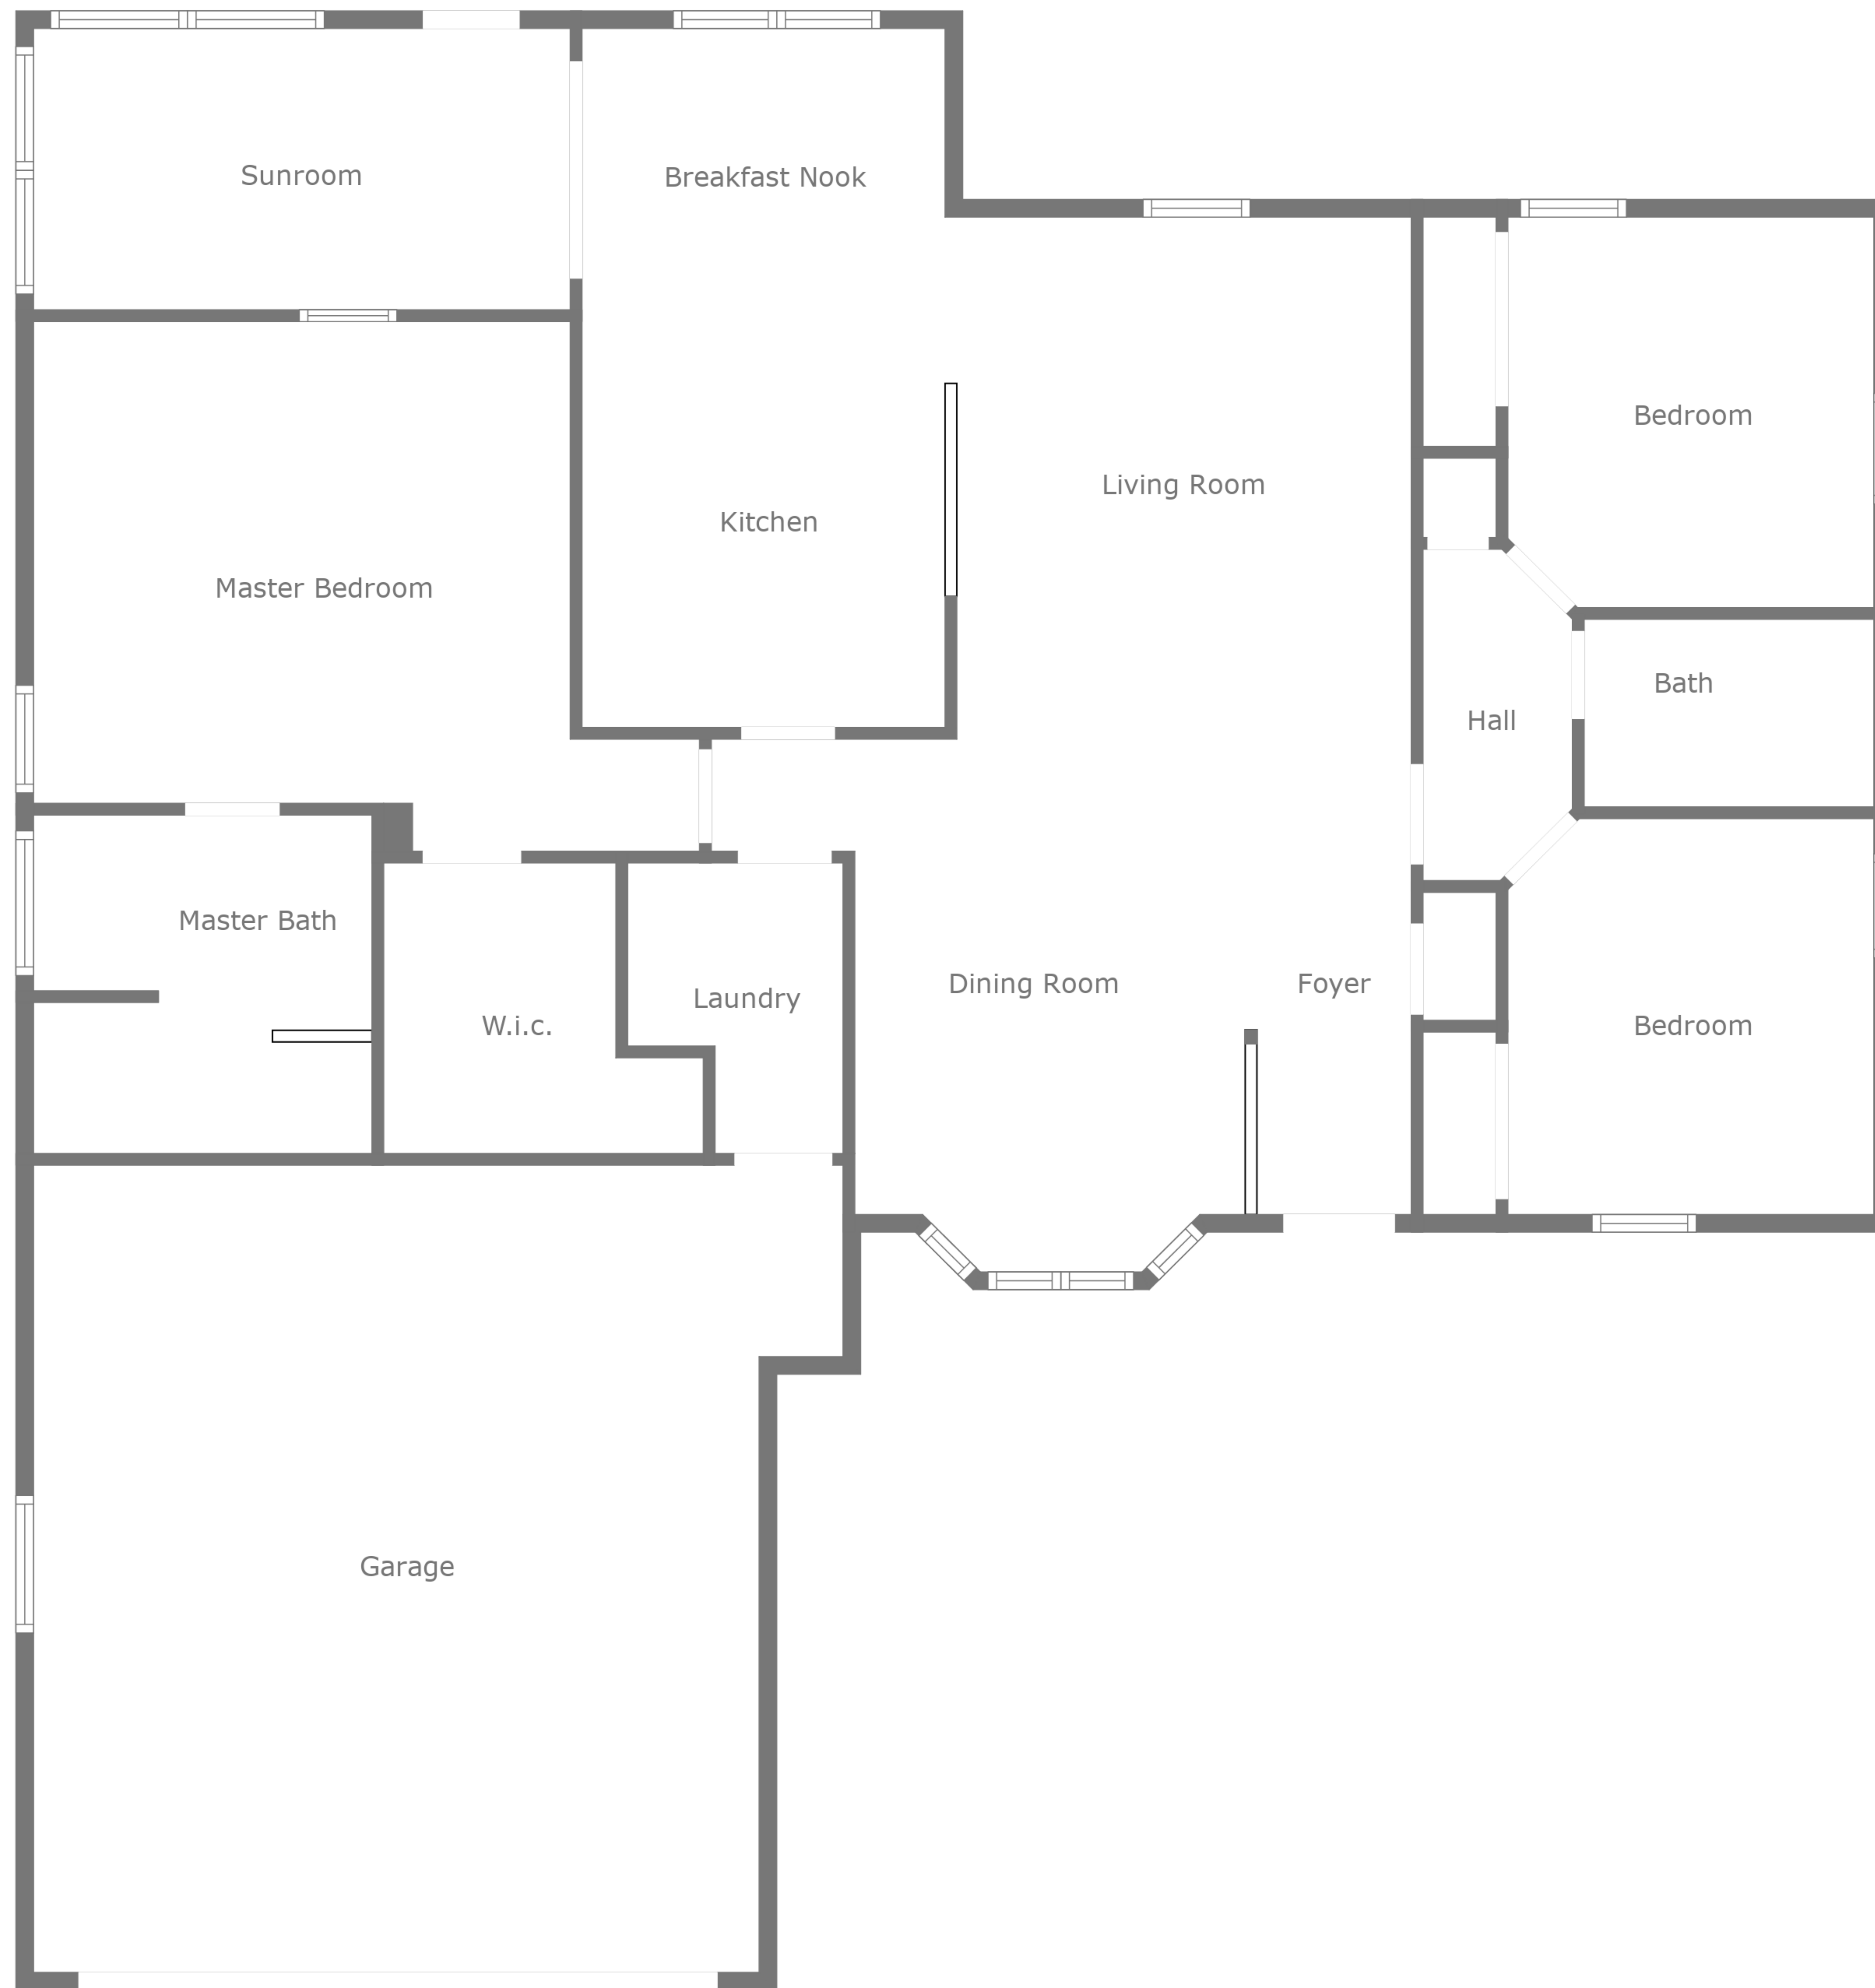 Sunroom
Breakfast Nook
Bedroom
Living Room
Kitchen
Master Bedroom
Bath
Hall
Master Bath
Dining Room
Foyer
Laundry
W.i.c.
Bedroom
Garage